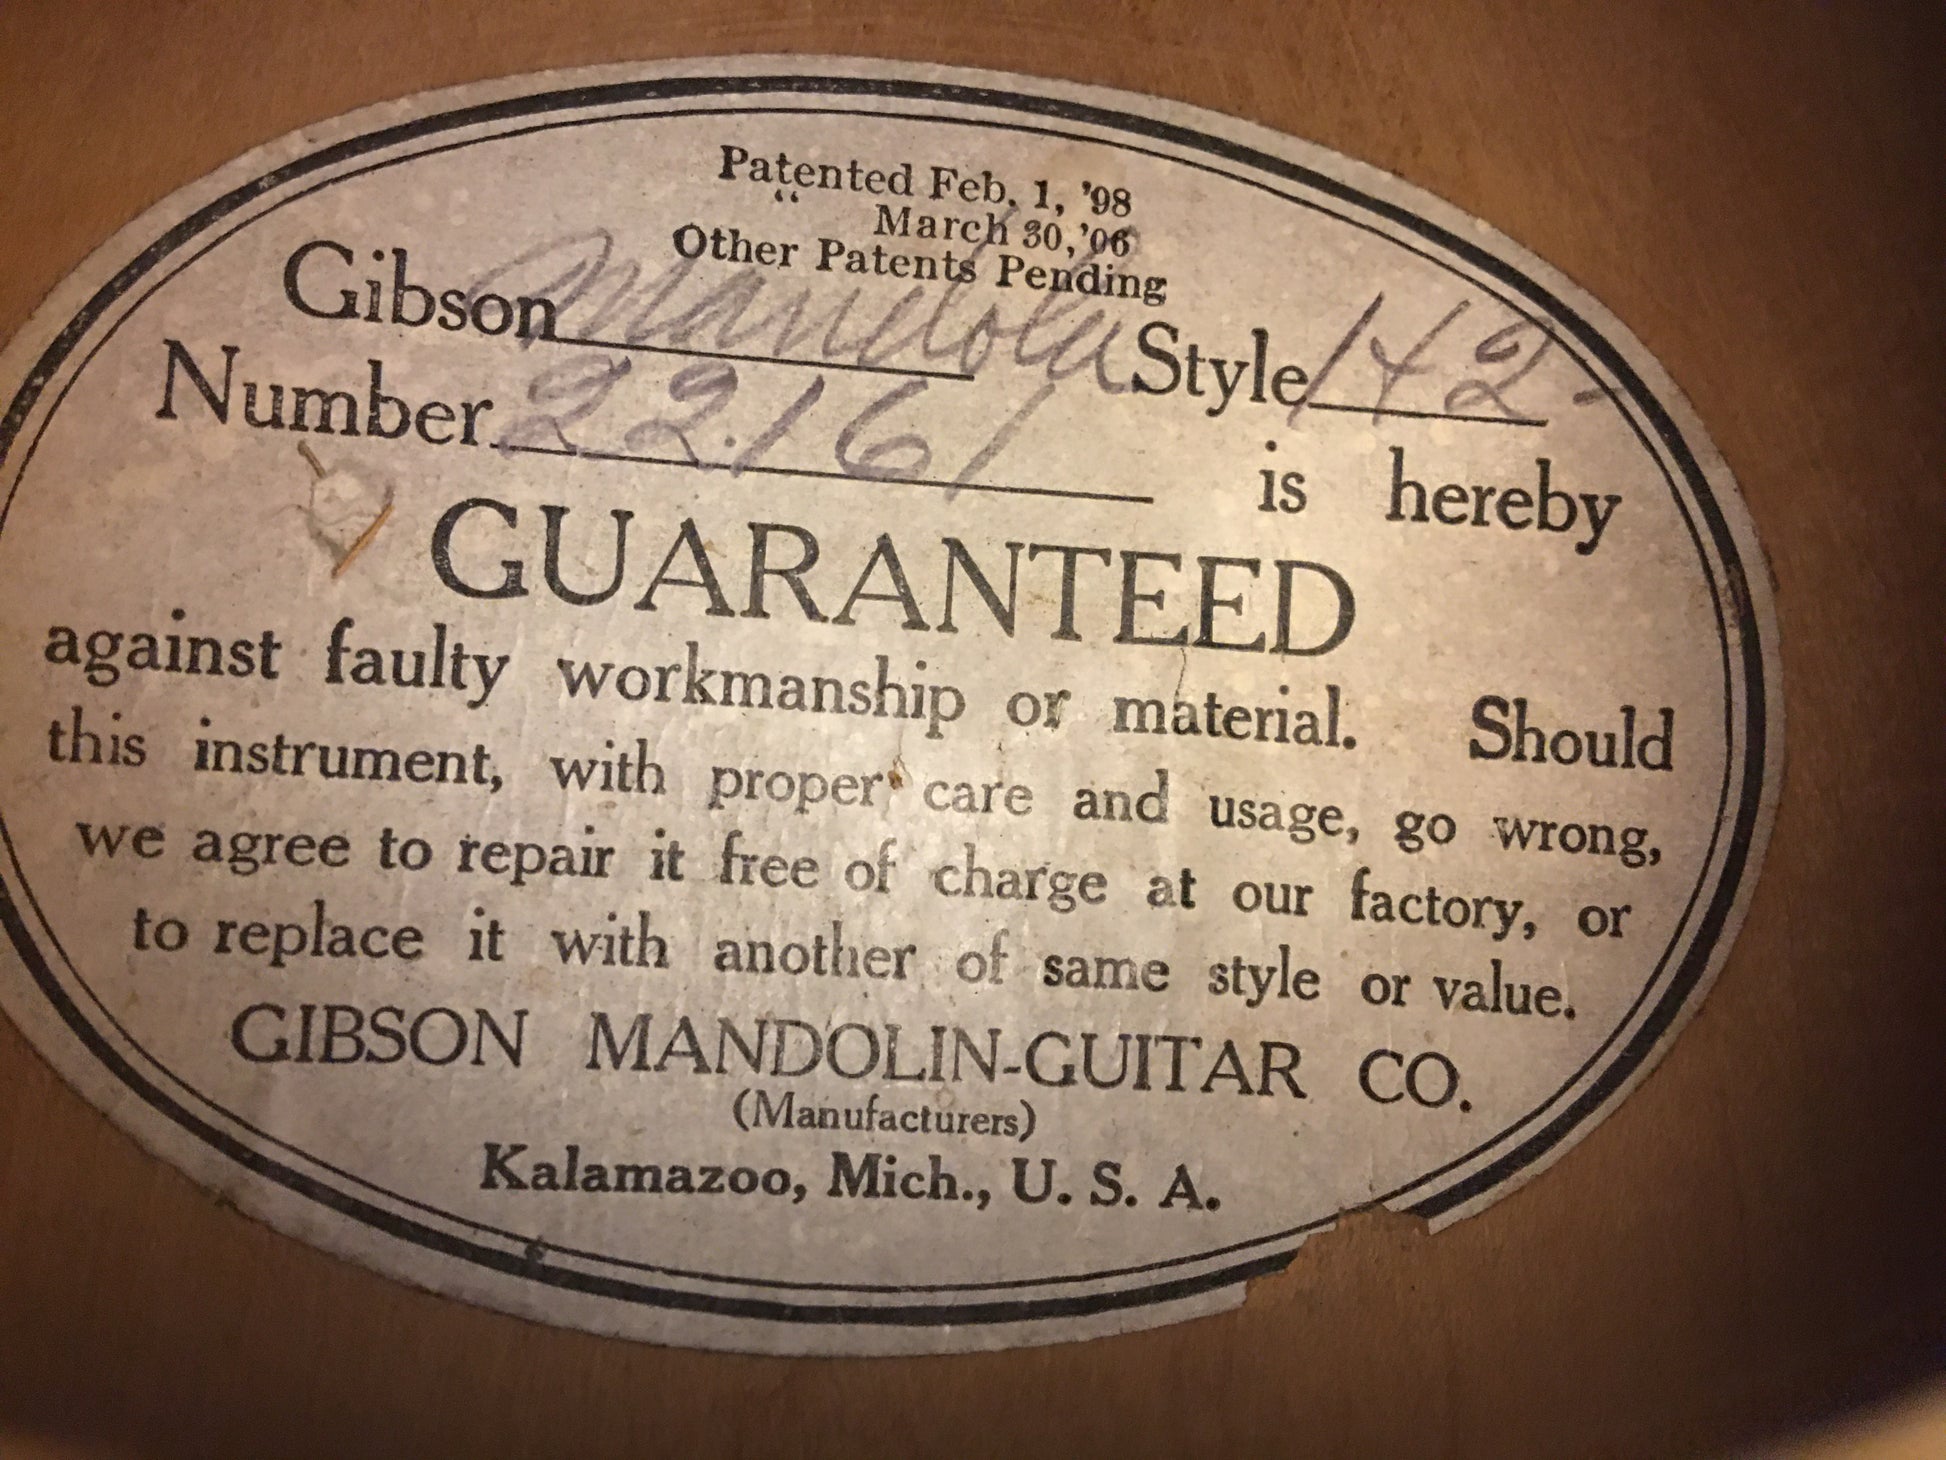 Patented Feb. 1, '98
“ March 30, '06
Other Patents Pending
Gibson Mandola Style 142-
Number 22161 is hereby
GUARANTEED
against faulty workmanship or material. Should
this instrument, with proper care and usage, go wrong,
we agree to repair it free of charge at our factory, or
to replace it with another of same style or value.
GIBSON MANDOLIN-GUITAR CO.
(Manufacturers)
Kalamazoo, Mich., U. S. A.